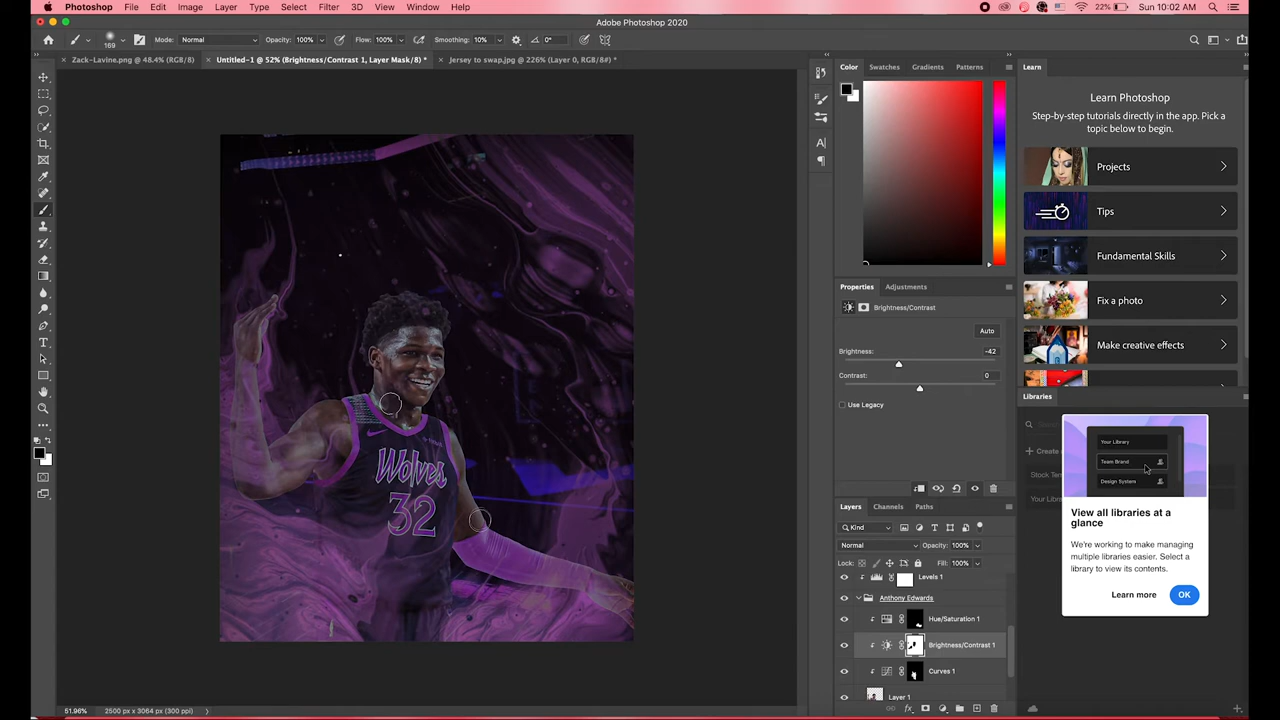 Photoshop File Edit Image Layer Type Select Filter 3D View Window Help 22% Sun 10:02 AM
Adobe Photoshop 2020
169 Mode: Normal Opacity: 100% Flow: 100% Smoothing: 10% 0°
Zack-Lavine.png @ 48.4% (RGB/8) Untitled-1 @ 52% (Brightness/Contrast 1, Layer Mask/8) * Jersey to swap.jpg @ 226% (Layer 0, RGB/8#) *
Color Swatches Gradients Patterns
Learn
Learn Photoshop
Step-by-step tutorials directly in the app. Pick a
topic below to begin.
Projects
Tips
Fundamental Skills
Fix a photo
Make creative effects
Properties Adjustments
Brightness/Contrast
Auto
Brightness: -42
Contrast: 0
Use Legacy
Libraries
Your Library
Team Brand
Design System
View all libraries at a
glance
We're working to make managing
multiple libraries easier. Select a
library to view its contents.
Learn more OK
Wolves
32
Layers Channels Paths
Kind
Normal Opacity: 100%
Lock: Fill: 100%
Levels 1
Anthony Edwards
Hue/Saturation 1
Brightness/Contrast 1
Curves 1
Layer 1
51.96% 2500 px x 3064 px (300 ppi)